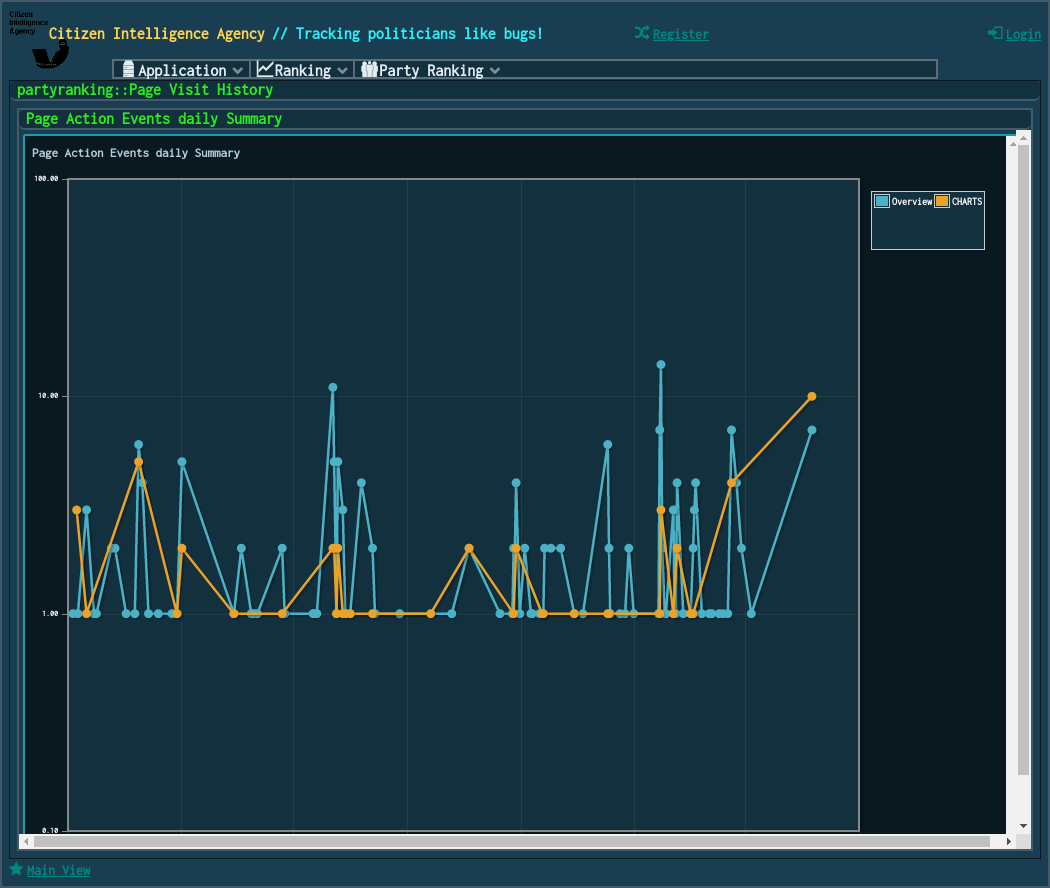 Citizen
Intelligence
Agency
Citizen Intelligence Agency // Tracking politicians like bugs!
Register
Login
Application
Ranking
Party Ranking
partyranking::Page Visit History
Page Action Events daily Summary
Page Action Events daily Summary
100.00
Overview
CHARTS
10.00
1.00
0.10
Main View